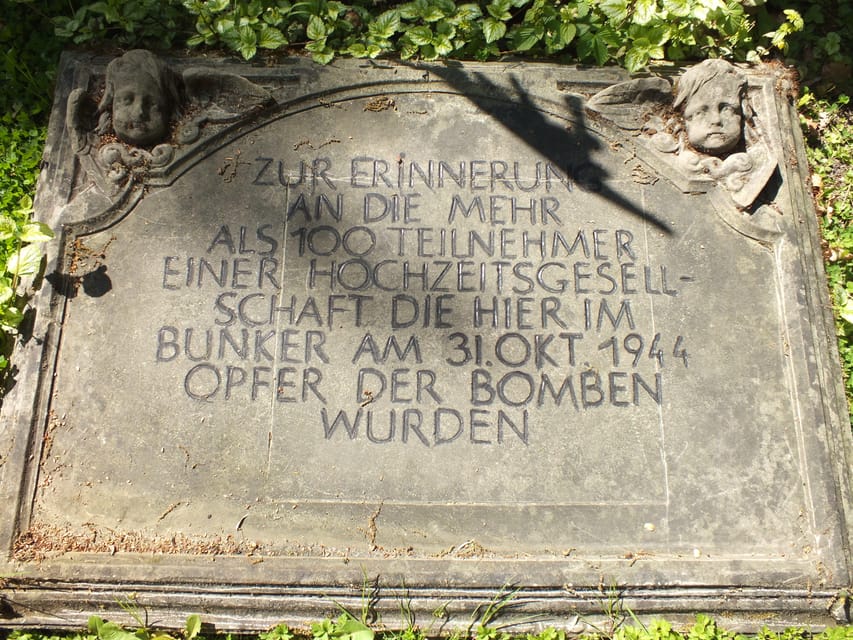 ZUR ERINNERUNG
AN DIE MEHR
ALS 100 TEILNEHMER
EINER HOCHZEITSGESELL-
SCHAFT DIE HIER IM
BUNKER AM 31. OKT. 1944
OPFER DER BOMBEN
WURDEN